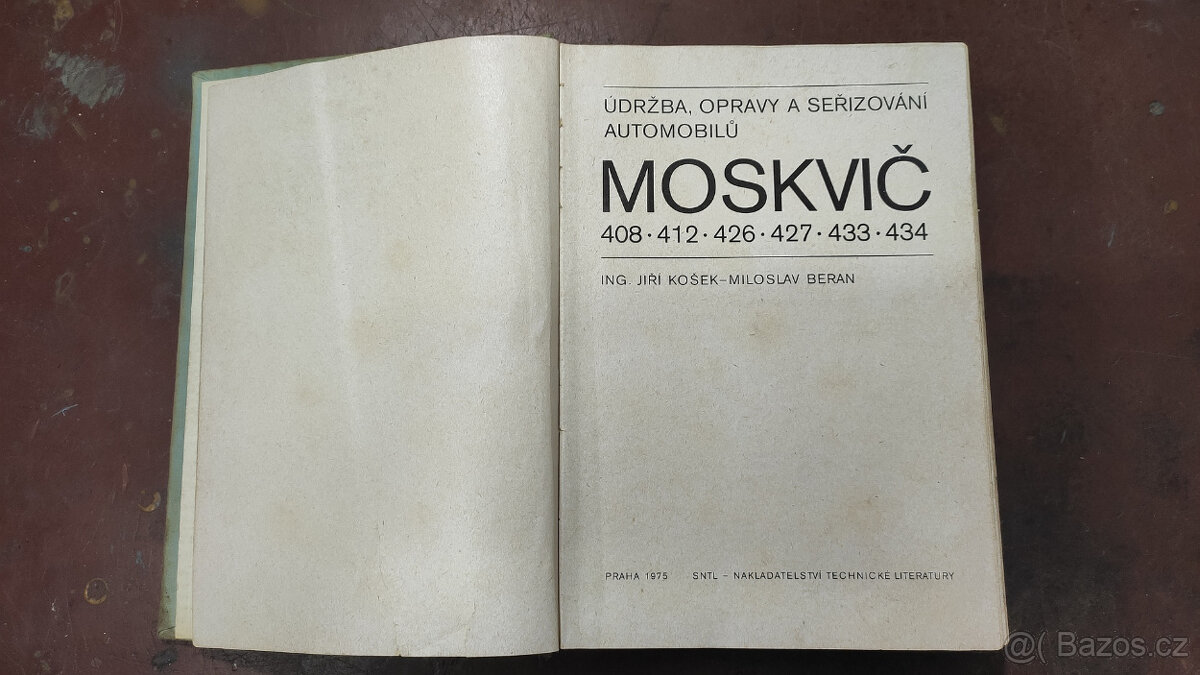 ÚDRŽBA, OPRAVY A SEŘIZOVÁNÍ
AUTOMOBILŮ
MOSKVIČ
408 · 412 · 426 · 427 · 433 · 434
ING. JIŘÍ KOŠEK–MILOSLAV BERAN
PRAHA 1975 SNTL – NAKLADATELSTVÍ TECHNICKÉ LITERATURY
@( Bazos.cz